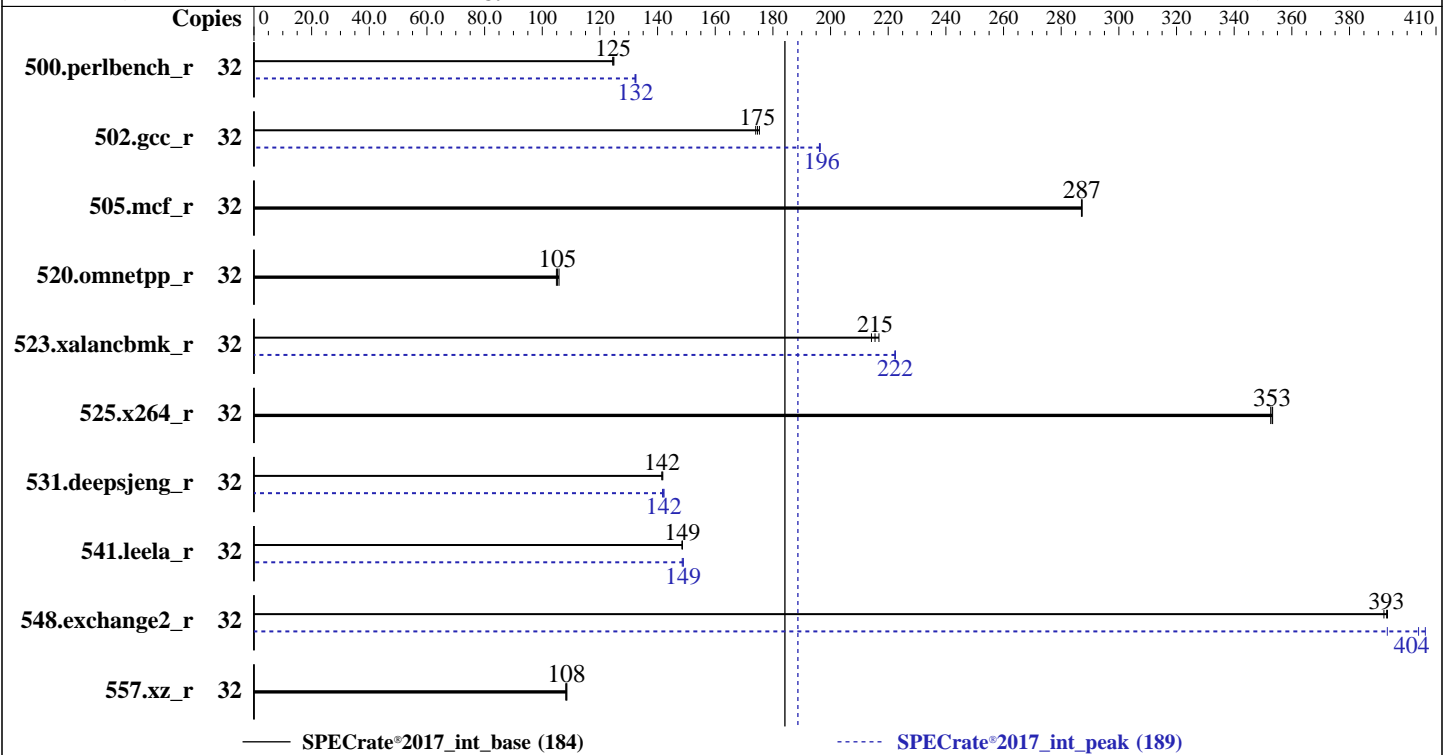 Copies 0 20.0 40.0 60.0 80.0 100 120 140 160 180 200 220 240 260 280 300 320 340 360 380 410
125
500.perlbench_r 32
132
175
502.gcc_r 32
196
287
505.mcf_r 32
105
520.omnetpp_r 32
215
523.xalancbmk_r 32
222
353
525.x264_r 32
142
531.deepsjeng_r 32
142
149
541.leela_r 32
149
393
548.exchange2_r 32
404
108
557.xz_r 32
SPECrate®2017_int_base (184) SPECrate®2017_int_peak (189)